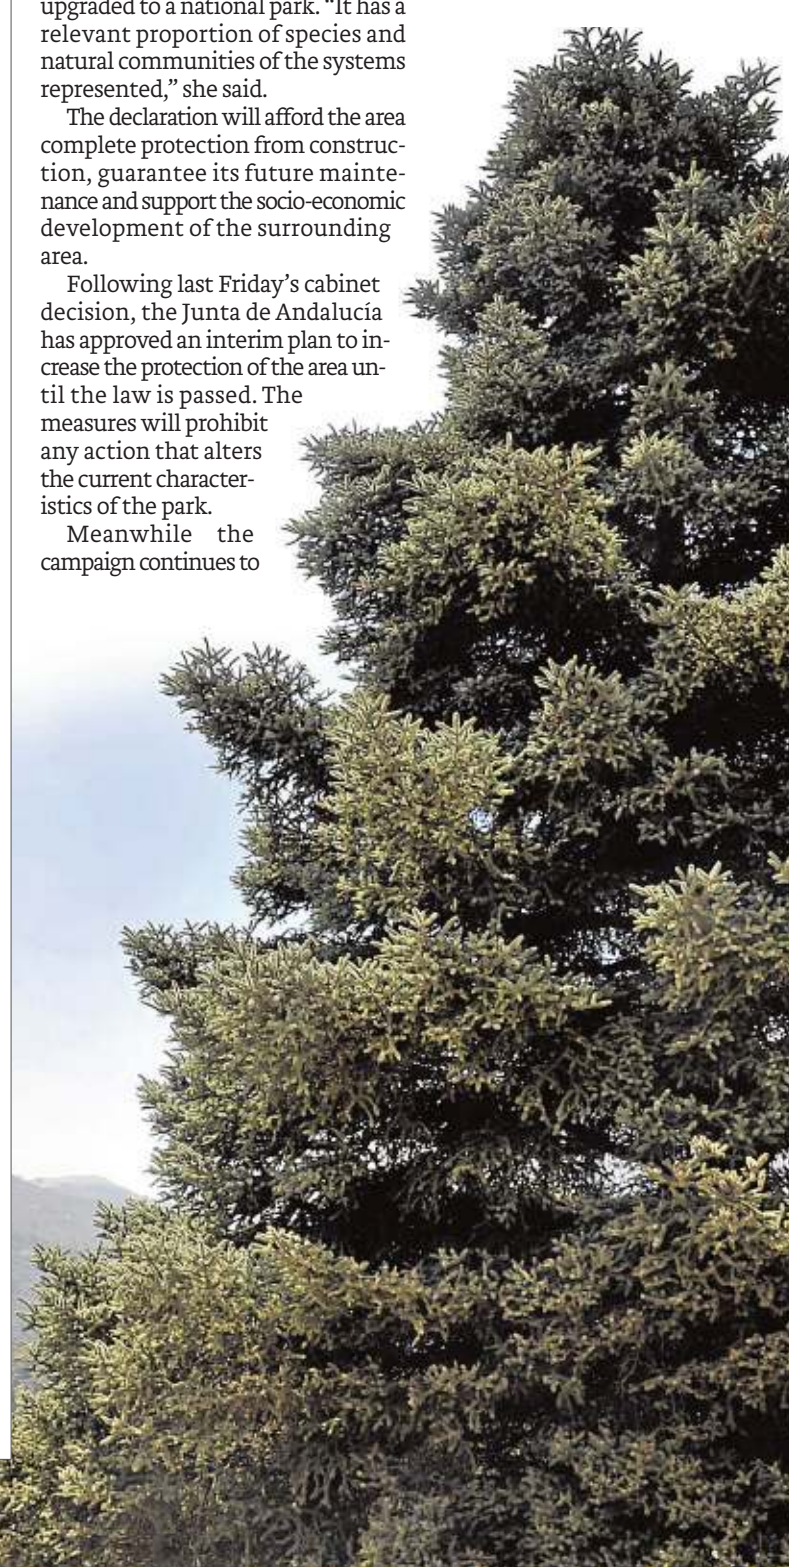 upgraded to a national park. “It has a
relevant proportion of species and
natural communities of the systems
represented,” she said.
The declaration will afford the area
complete protection from construc-
tion, guarantee its future mainte-
nance and support the socio-economic
development of the surrounding
area.
Following last Friday’s cabinet
decision, the Junta de Andalucía
has approved an interim plan to in-
crease the protection of the area un-
til the law is passed. The
measures will prohibit
any action that alters
the current character-
istics of the park.
Meanwhile the
campaign continues to